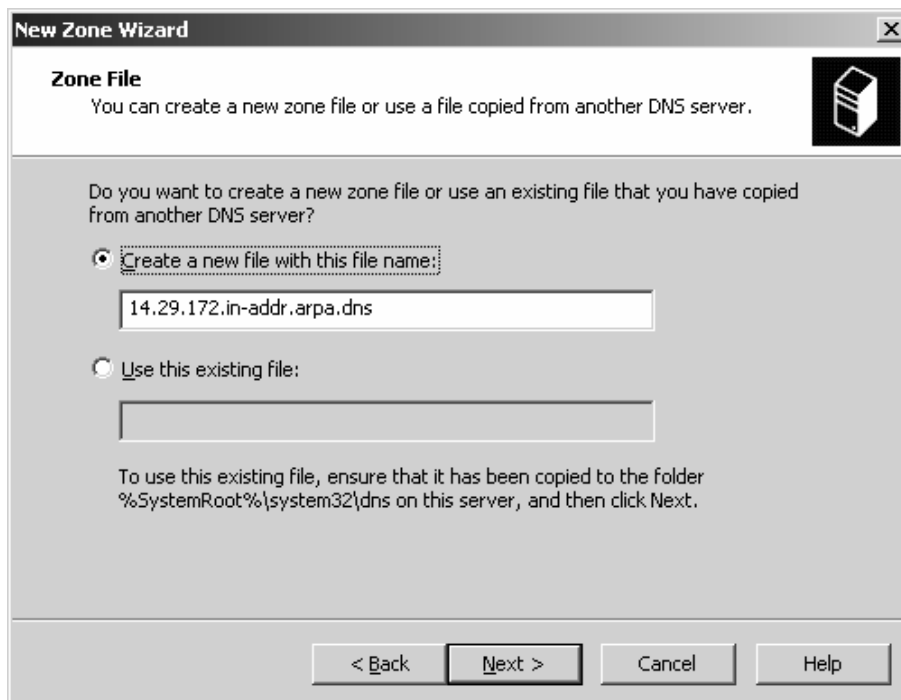 New Zone Wizard
Zone File
You can create a new zone file or use a file copied from another DNS server.
Do you want to create a new zone file or use an existing file that you have copied
from another DNS server?
Create a new file with this file name:
14.29.172.in-addr.arpa.dns
Use this existing file:
To use this existing file, ensure that it has been copied to the folder
%SystemRoot%\system32\dns on this server, and then click Next.
< Back Next > Cancel Help